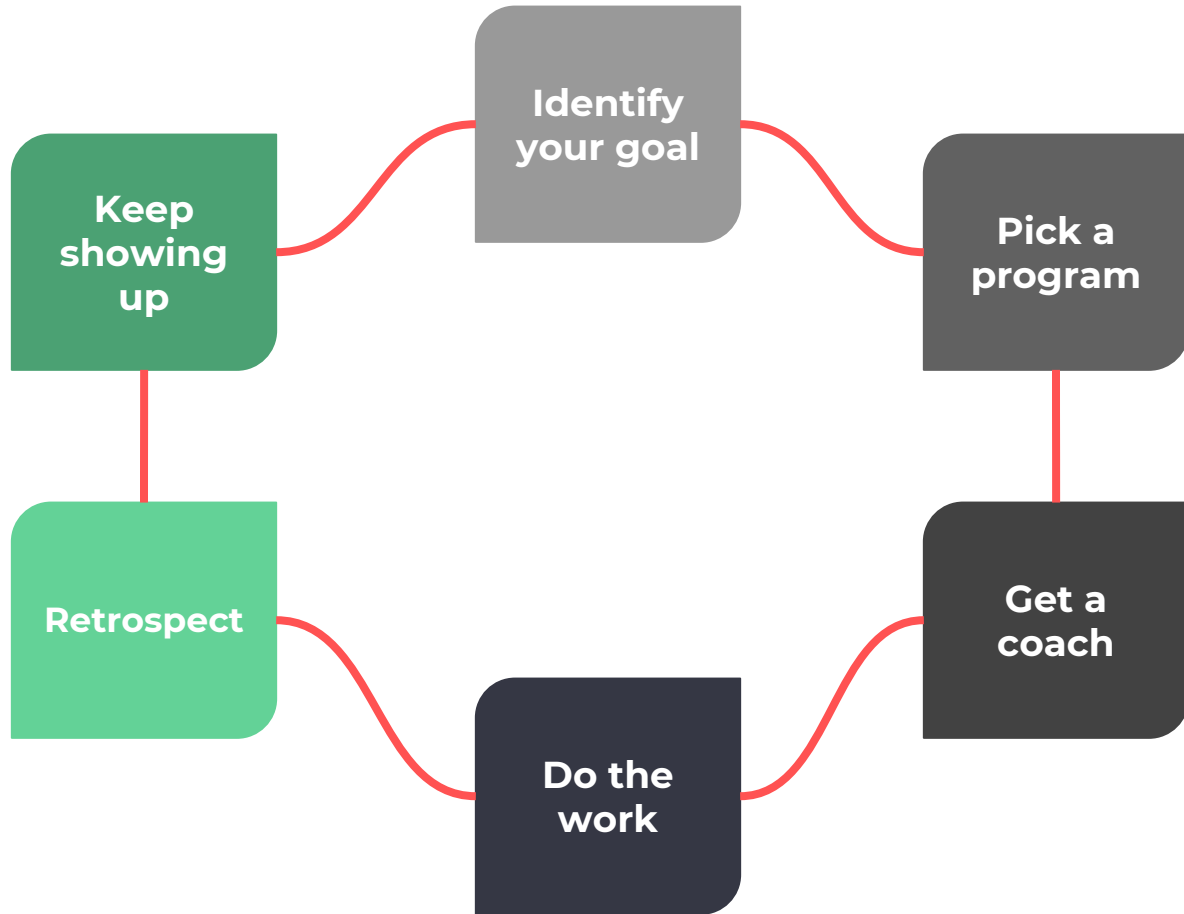 Identify
your goal
Pick a
program
Get a
coach
Do the
work
Retrospect
Keep
showing
up